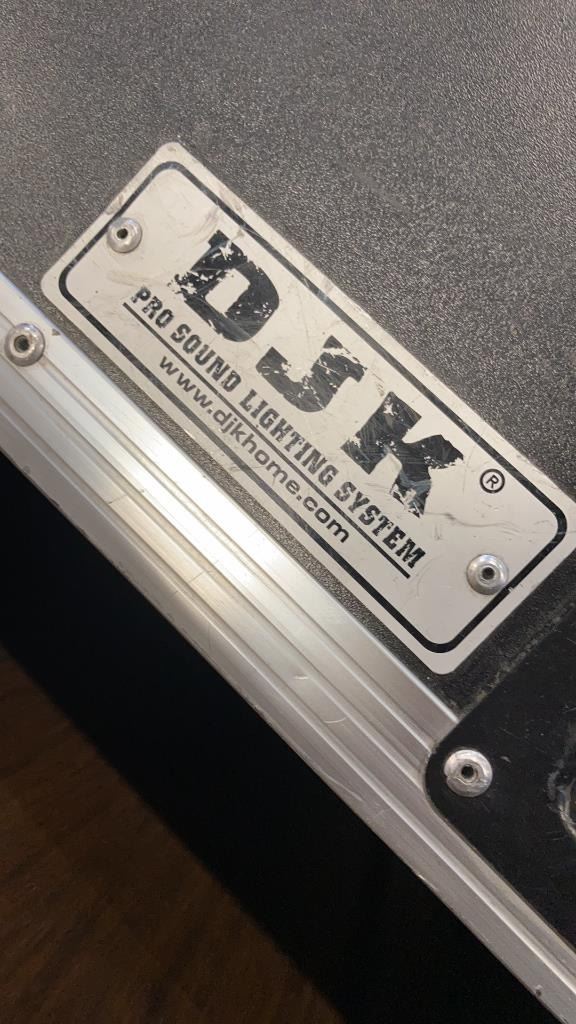 DJK ®
PRO SOUND LIGHTING SYSTEM
www.djkhome.com